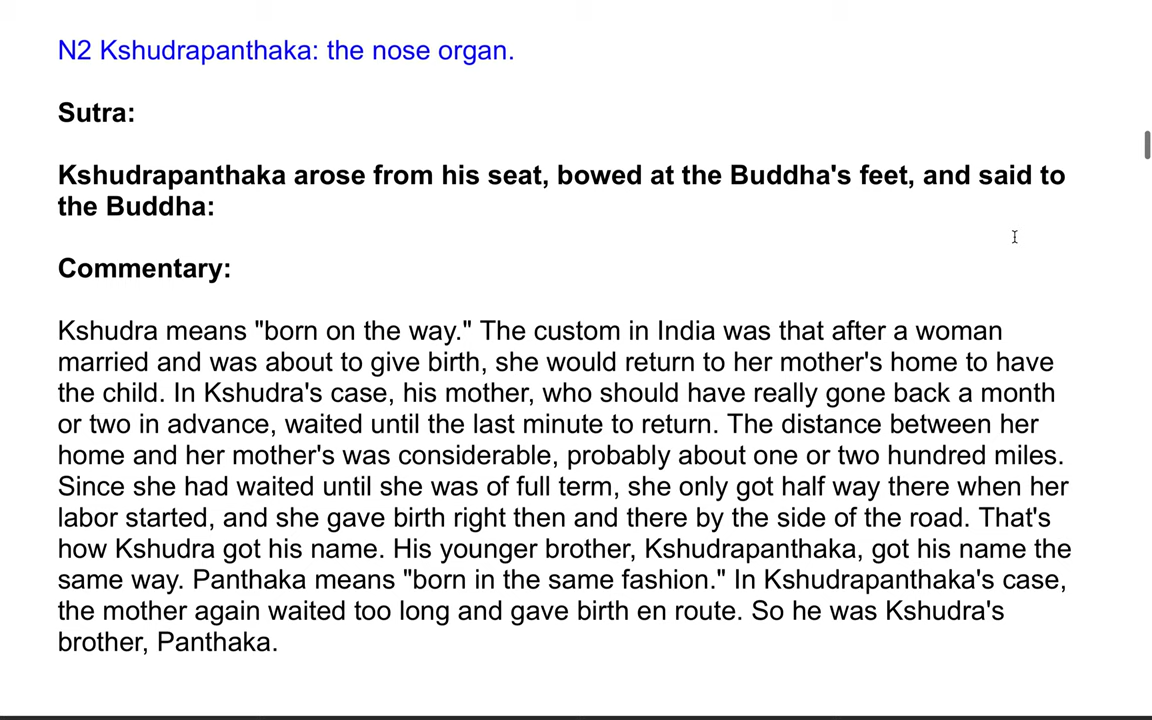 N2 Kshudrapanthaka: the nose organ.
Sutra:
Kshudrapanthaka arose from his seat, bowed at the Buddha's feet, and said to
the Buddha:
Commentary:
Kshudra means "born on the way." The custom in India was that after a woman
married and was about to give birth, she would return to her mother's home to have
the child. In Kshudra's case, his mother, who should have really gone back a month
or two in advance, waited until the last minute to return. The distance between her
home and her mother's was considerable, probably about one or two hundred miles.
Since she had waited until she was of full term, she only got half way there when her
labor started, and she gave birth right then and there by the side of the road. That's
how Kshudra got his name. His younger brother, Kshudrapanthaka, got his name the
same way. Panthaka means "born in the same fashion." In Kshudrapanthaka's case,
the mother again waited too long and gave birth en route. So he was Kshudra's
brother, Panthaka.